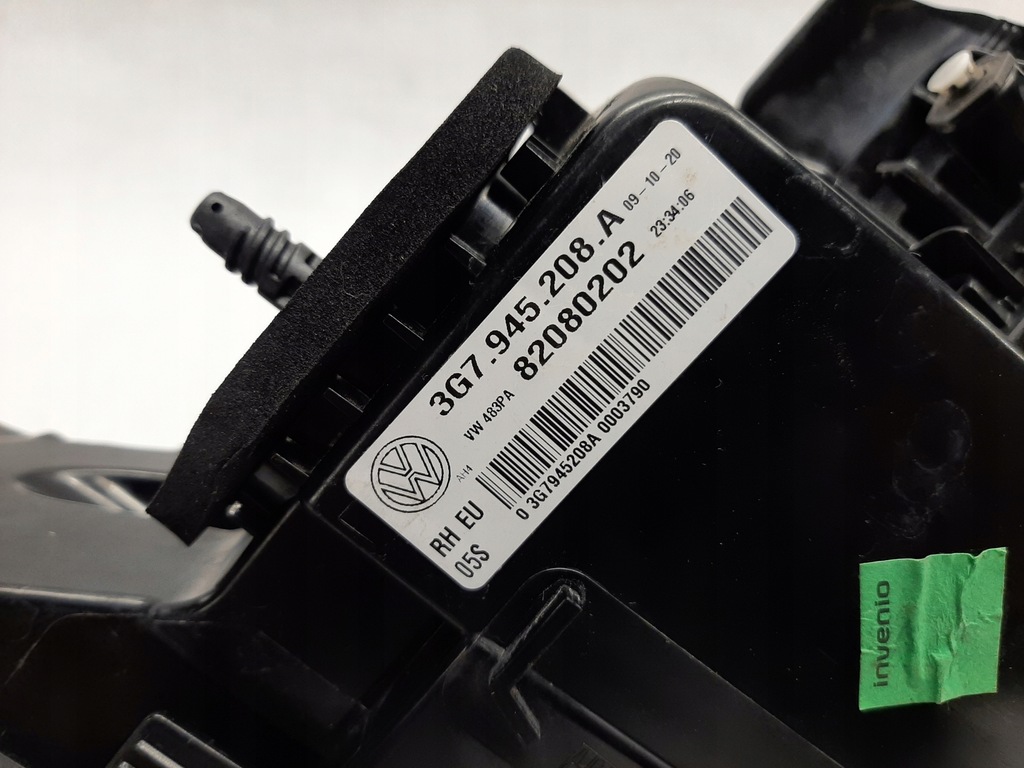 3G7.945.208.A
09-10-20
VW 483PA
82080202
23:34:06
VW
RH EU
05S
0 3G7945208A 0003790
invenio